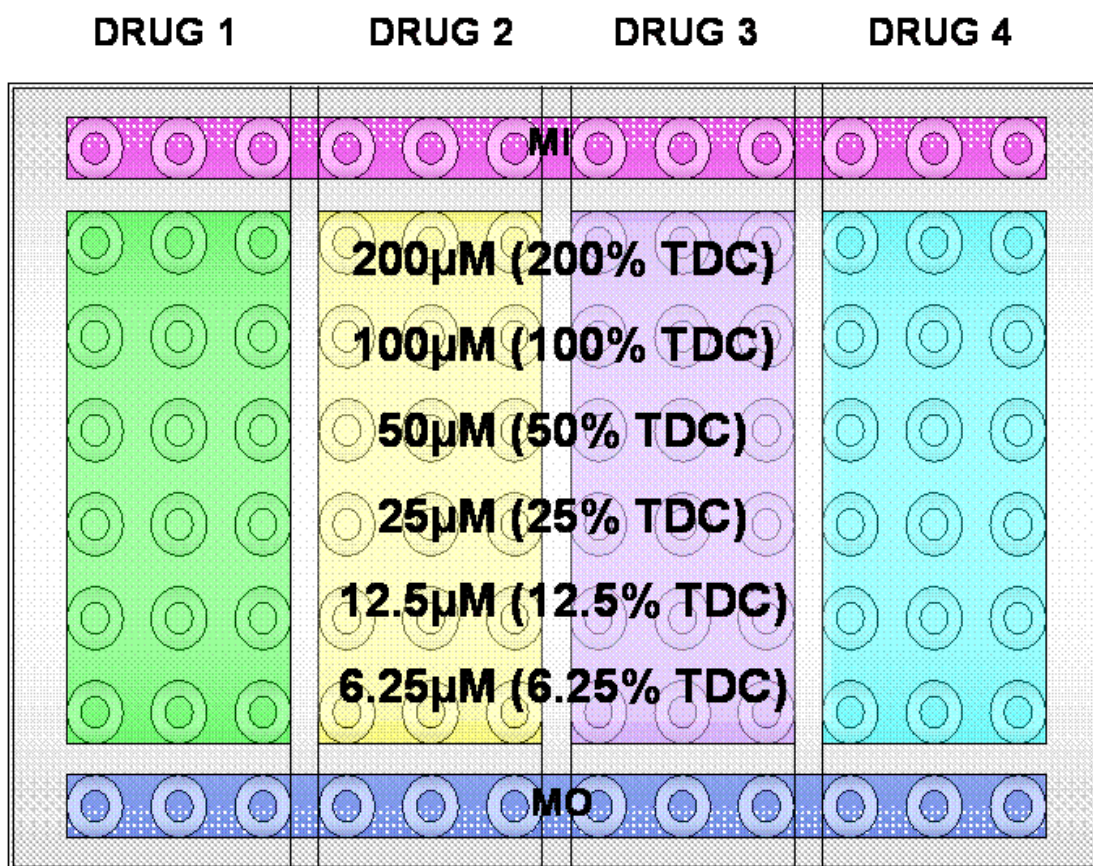 DRUG 1 DRUG 2 DRUG 3 DRUG 4
MI
200µM (200% TDC)
100µM (100% TDC)
50µM (50% TDC)
25µM (25% TDC)
12.5µM (12.5% TDC)
6.25µM (6.25% TDC)
MO